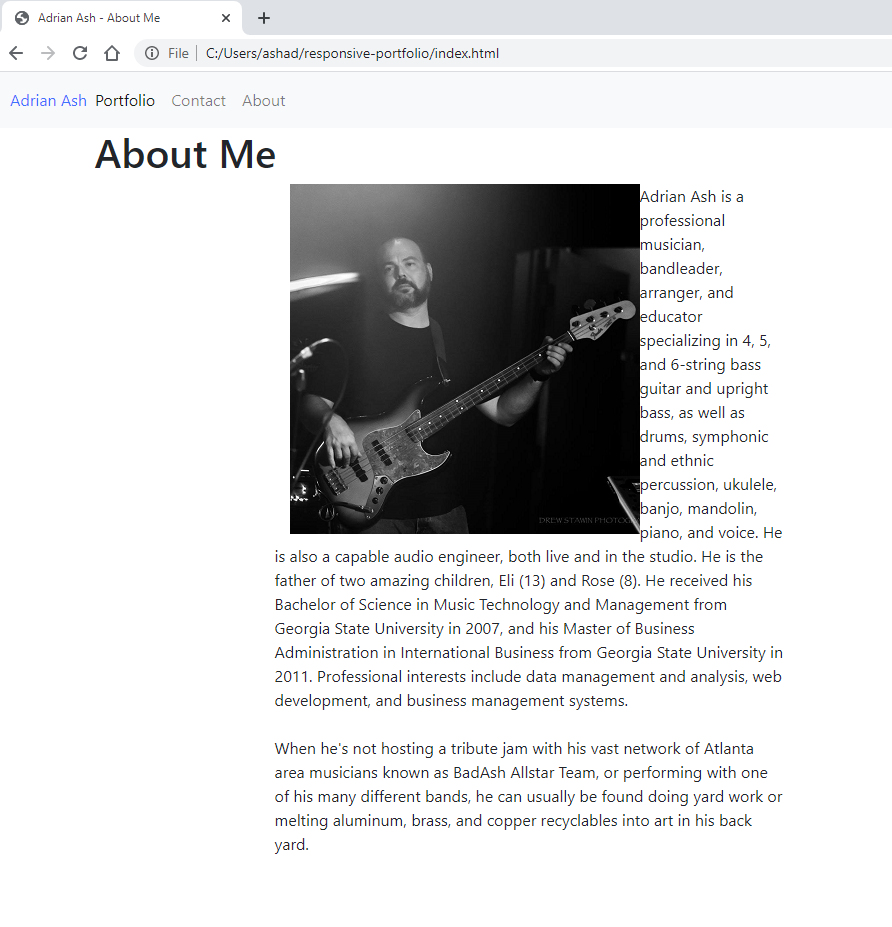 Adrian Ash - About Me
File C:/Users/ashad/responsive-portfolio/index.html
Adrian Ash Portfolio Contact About
About Me
Adrian Ash is a
professional
musician,
bandleader,
arranger, and
educator
specializing in 4, 5,
and 6-string bass
guitar and upright
bass, as well as
drums, symphonic
and ethnic
percussion, ukulele,
banjo, mandolin,
DREW STAWIN
piano, and voice. He
is also a capable audio engineer, both live and in the studio. He is the
father of two amazing children, Eli (13) and Rose (8). He received his
Bachelor of Science in Music Technology and Management from
Georgia State University in 2007, and his Master of Business
Administration in International Business from Georgia State University in
2011. Professional interests include data management and analysis, web
development, and business management systems.
When he's not hosting a tribute jam with his vast network of Atlanta
area musicians known as BadAsh Allstar Team, or performing with one
of his many different bands, he can usually be found doing yard work or
melting aluminum, brass, and copper recyclables into art in his back
yard.